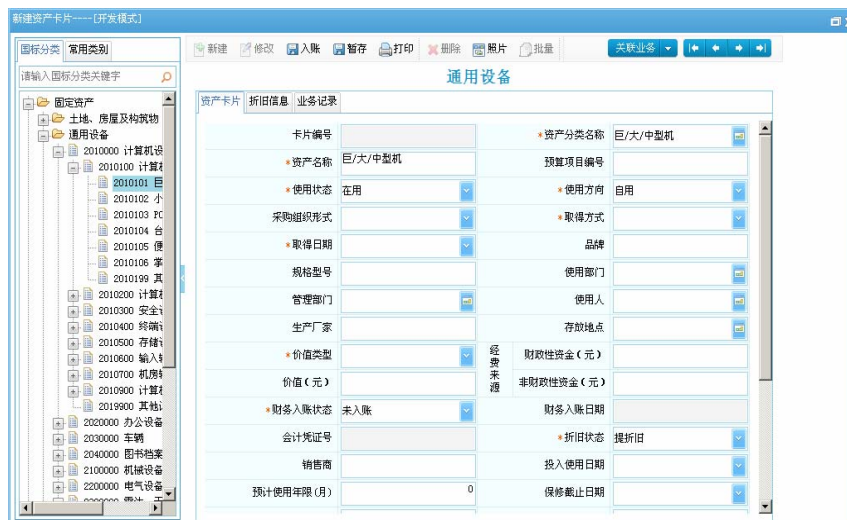 新建资产卡片----[开发模式]
国标分类 常用类别
新建 修改 入账 暂存 打印 删除 照片 批量 关联业务
请输入国标分类关键字
通用设备
资产卡片 折旧信息 业务记录
固定资产
土地、房屋及构筑物
通用设备
2010000 计算机设
2010100 计算机
2010101 巨
2010102 小
2010103 PC
2010104 台
2010105 便
2010106 掌
2010199 其
2010200 计算机
2010300 安全
2010400 终端
2010500 存储
2010600 输入
2010700 机房
2010900 计算机
2019900 其他
2020000 办公设备
2030000 车辆
2040000 图书档案
2100000 机械设备
2200000 电气设备
卡片编号 *资产分类名称 巨/大/中型机
*资产名称 巨/大/中型机 预算项目编号
*使用状态 在用 *使用方向 自用
采购组织形式 *取得方式
*取得日期 品牌
规格型号 使用部门
管理部门 使用人
生产厂家 存放地点
*价值类型 经费来源 财政性资金(元)
价值(元) 非财政性资金(元)
*财务入账状态 未入账 财务入账日期
会计凭证号 *折旧状态 提折旧
销售商 投入使用日期
预计使用年限(月) 0 保修截止日期